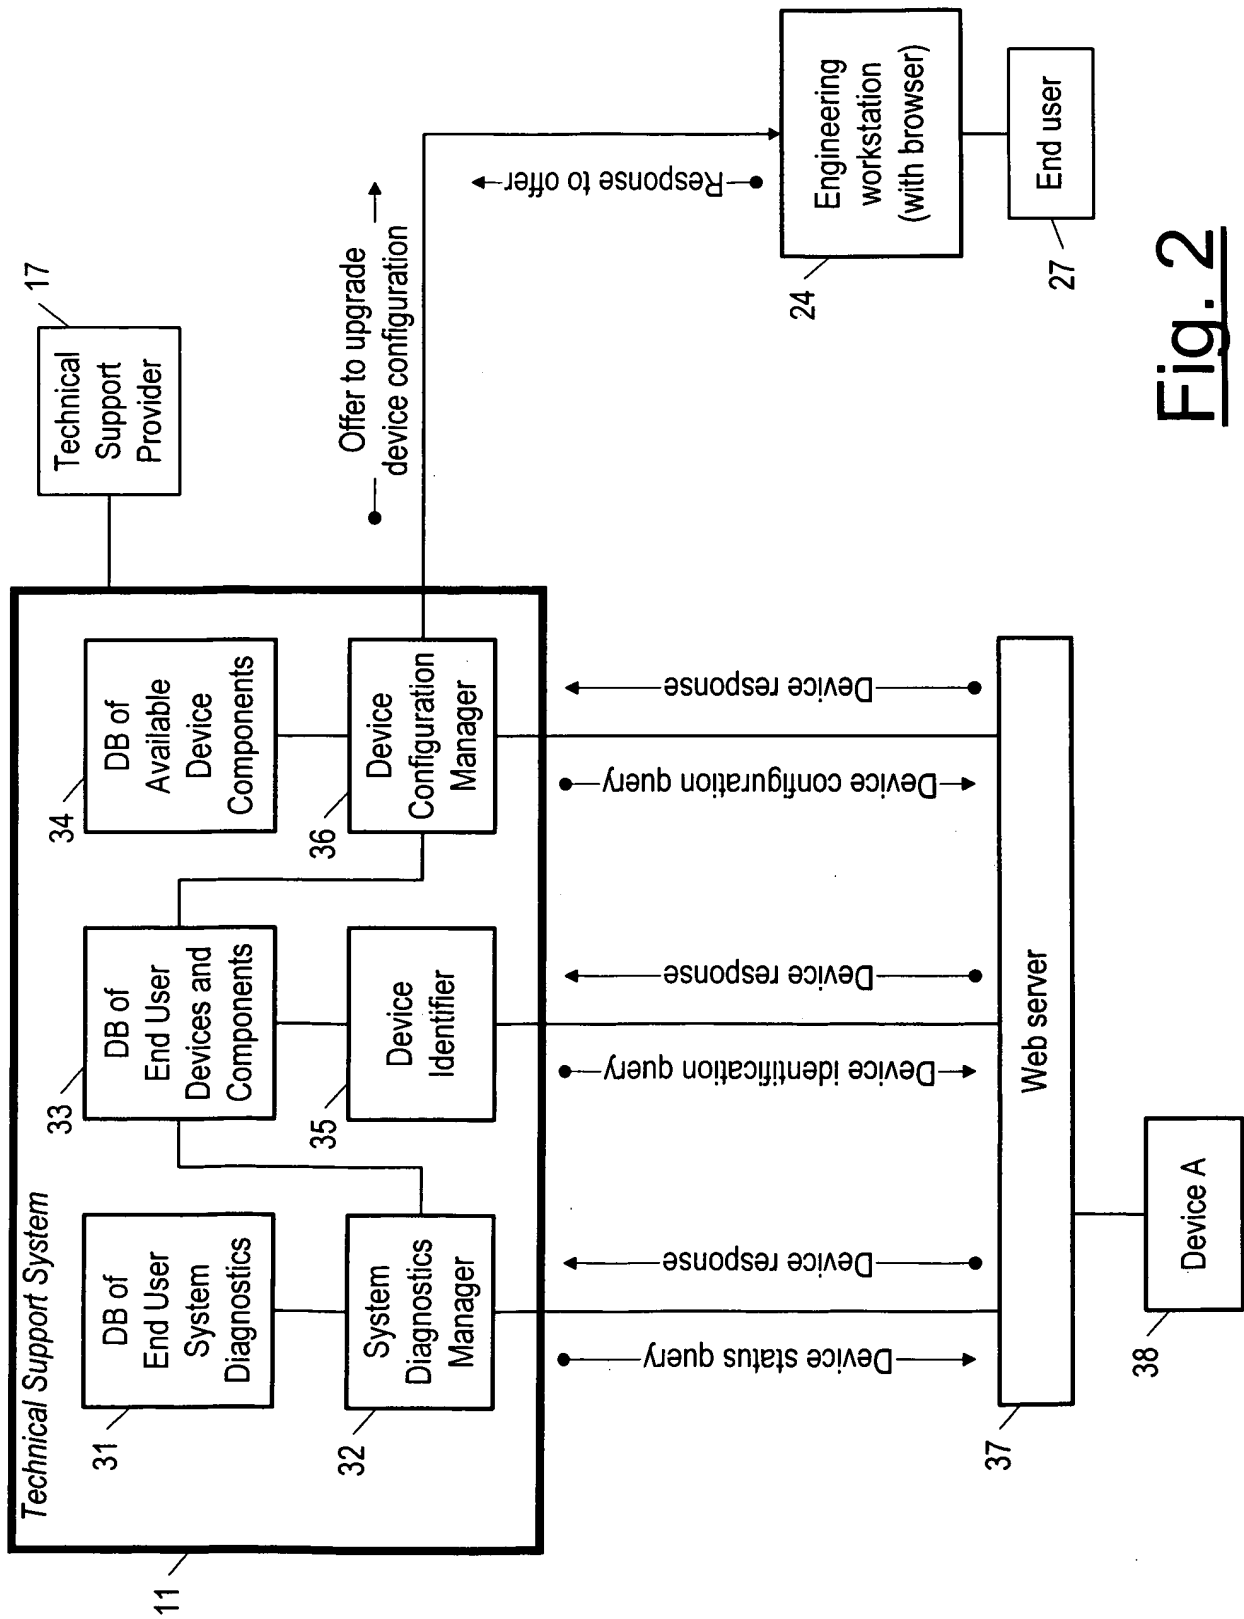 Technical Support System
11
31
DB of
End User
System
Diagnostics
33
DB of
End User
Devices and
Components
34
DB of
Available
Device
Components
Technical
Support
Provider
17
32
System
Diagnostics
Manager
35
Device
Identifier
36
Device
Configuration
Manager
Offer to upgrade
device configuration
Response to offer
Device status query
Device response
Device identification query
Device response
Device configuration query
Device response
24
Engineering
workstation
(with browser)
27
End user
37
Web server
38
Device A
Fig. 2